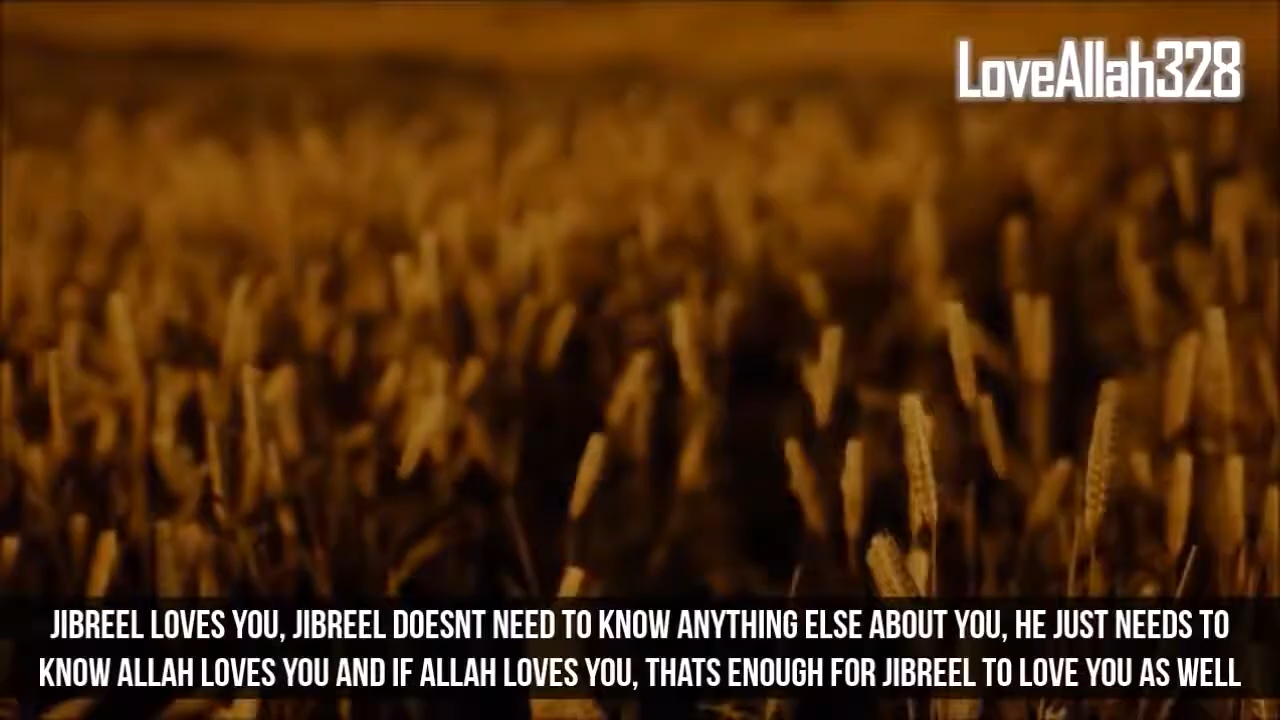 LoveAllah328
JIBREEL LOVES YOU, JIBREEL DOESNT NEED TO KNOW ANYTHING ELSE ABOUT YOU, HE JUST NEEDS TO
KNOW ALLAH LOVES YOU AND IF ALLAH LOVES YOU, THATS ENOUGH FOR JIBREEL TO LOVE YOU AS WELL